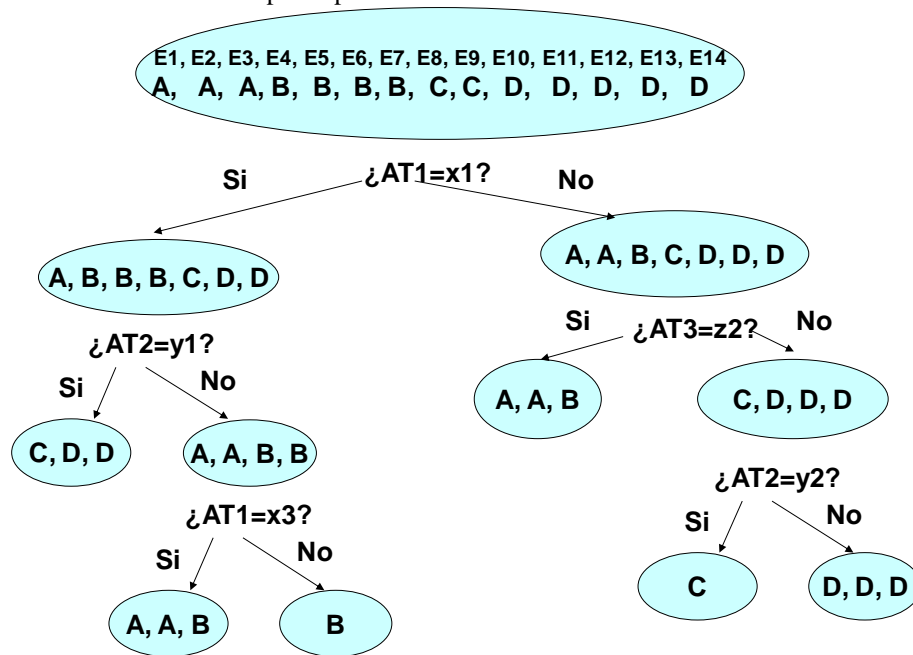 E1, E2, E3, E4, E5, E6, E7, E8, E9, E10, E11, E12, E13, E14
A, A, A, B, B, B, B, C, C, D, D, D, D, D
¿AT1=x1?
Si
No
A, B, B, B, C, D, D
A, A, B, C, D, D, D
¿AT2=y1?
Si
No
¿AT3=z2?
Si
No
C, D, D
A, A, B, B
A, A, B
C, D, D, D
¿AT1=x3?
Si
No
¿AT2=y2?
Si
No
A, A, B
B
C
D, D, D